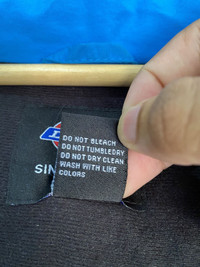 DO NOT BLEACH
DO NOT TUMBLEDRY
DO NOT DRY CLEAN
WASH WITH LIKE
COLORS
SIN